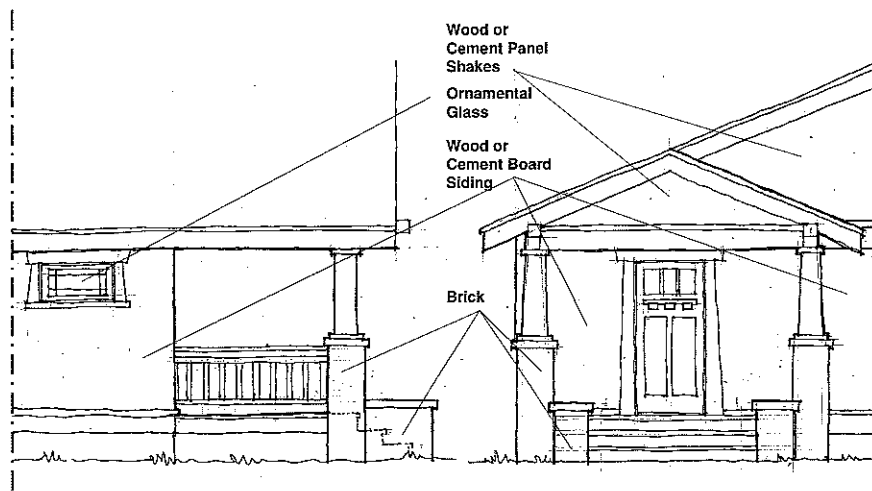 Wood or
Cement Panel
Shakes
Ornamental
Glass
Wood or
Cement Board
Siding
Brick